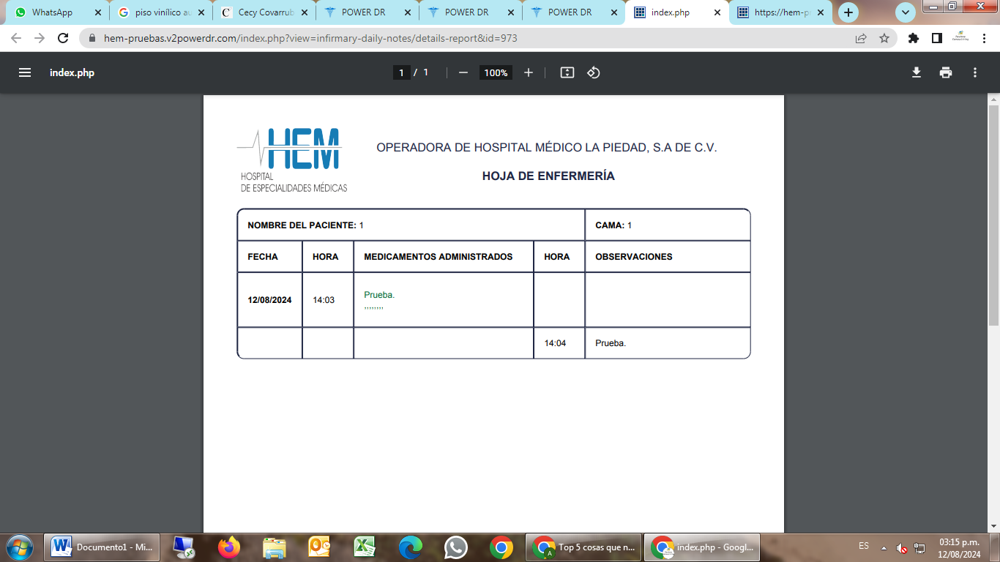 WhatsApp
piso vinílico au
Cecy Covarrub
POWER DR
POWER DR
POWER DR
index.php
https://hem-p
hem-pruebas.v2powerdr.com/index.php?view=infirmary-daily-notes/details-report&id=973
index.php
1 / 1
100%
HEM
HOSPITAL
DE ESPECIALIDADES MÉDICAS
OPERADORA DE HOSPITAL MÉDICO LA PIEDAD, S.A DE C.V.
HOJA DE ENFERMERÍA
NOMBRE DEL PACIENTE: 1 CAMA: 1
FECHA HORA MEDICAMENTOS ADMINISTRADOS HORA OBSERVACIONES
12/08/2024 14:03 Prueba.
,,,,,,,,
14:04 Prueba.
Documento1 - Mi...
Top 5 cosas que n...
index.php - Googl...
ES
03:15 p.m.
12/08/2024